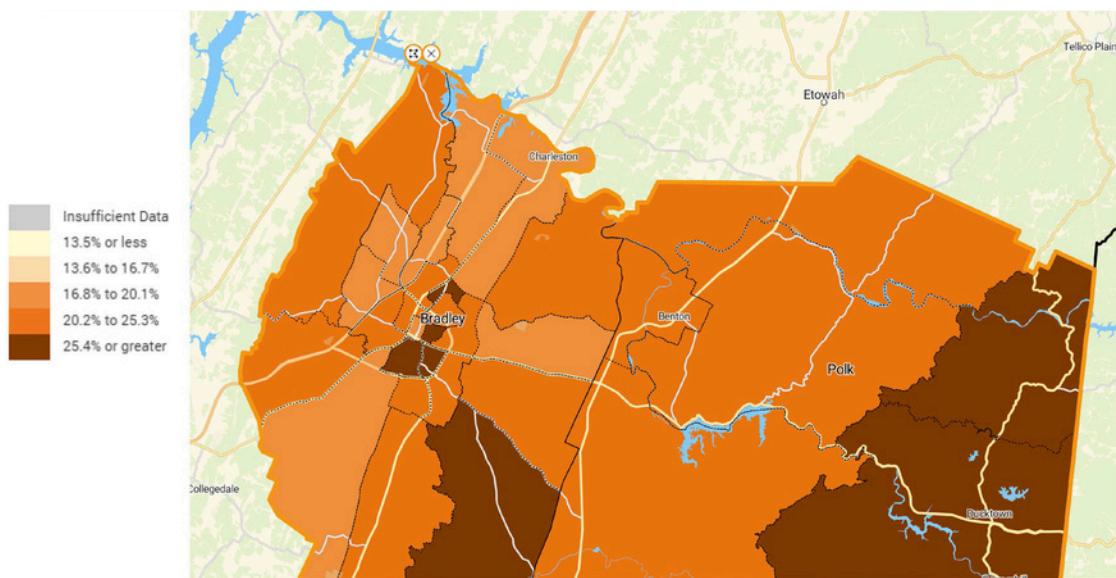 Tellico Plain
Etowah
Charleston
Insufficient Data
13.5% or less
13.6% to 16.7%
16.8% to 20.1%
20.2% to 25.3%
25.4% or greater
Bradley
Benton
Polk
Collegedale
Ducktown